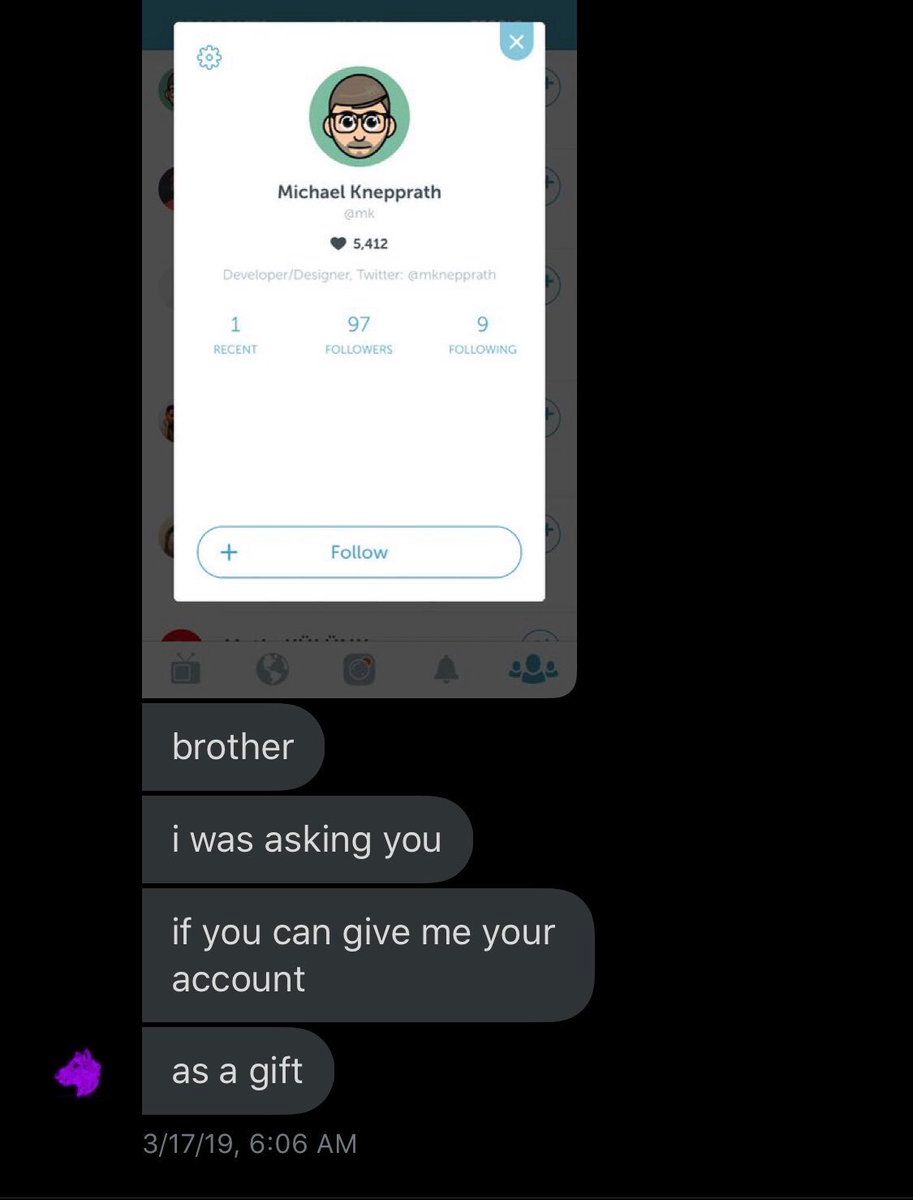 Michael Knepprath
@mk
5,412
Developer/Designer, Twitter: @mknepprath
1
97
9
RECENT
FOLLOWERS
FOLLOWING
+ Follow
brother
i was asking you
if you can give me your
account
as a gift
3/17/19, 6:06 AM